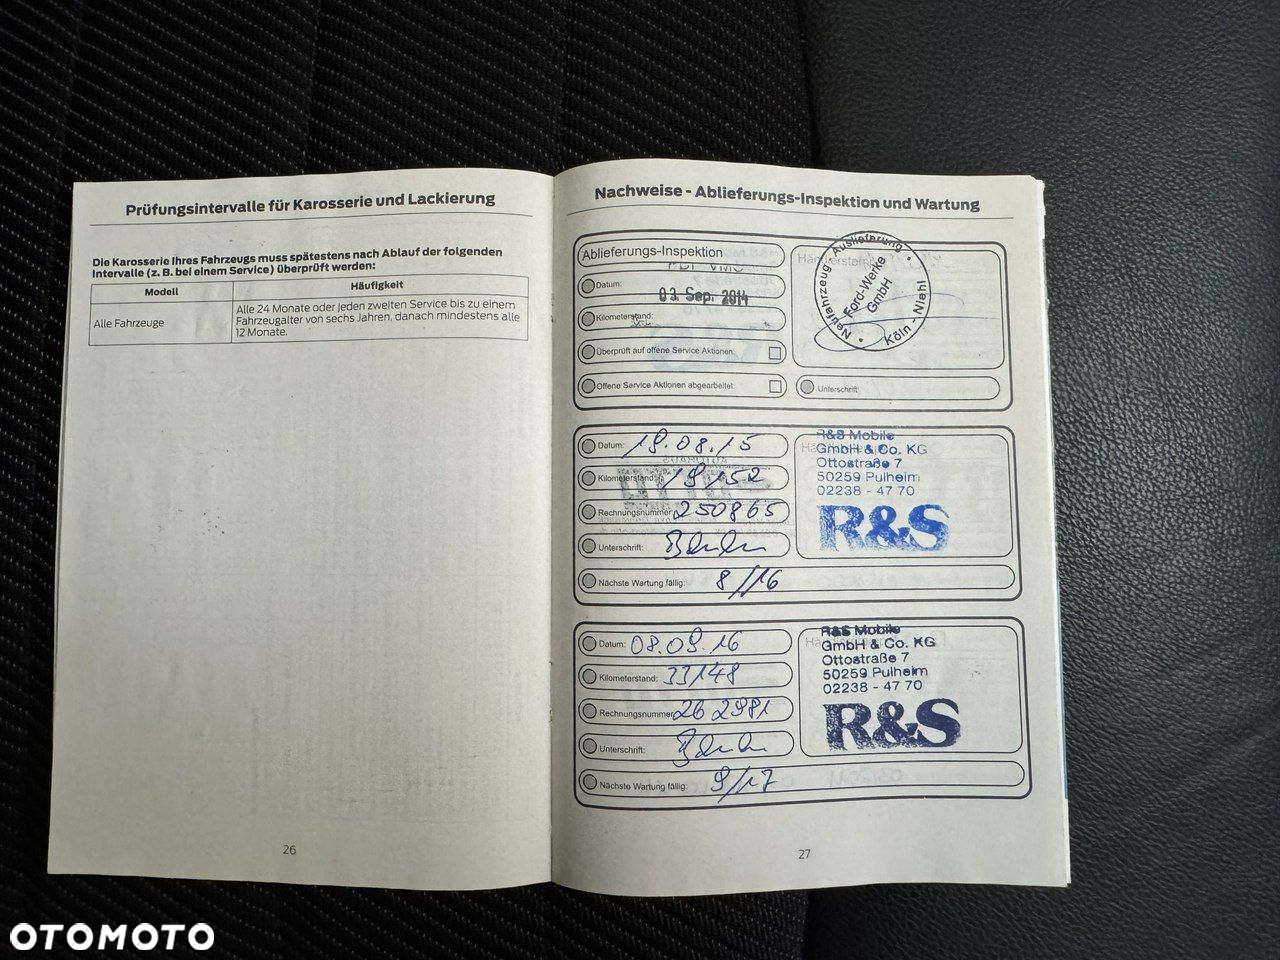 Prüfungsintervalle für Karosserie und Lackierung
Die Karosserie Ihres Fahrzeugs muss spätestens nach Ablauf der folgenden
Intervalle (z. B. bei einem Service) überprüft werden:
Modell
Häufigkeit
Alle Fahrzeuge
Alle 24 Monate oder jeden zweiten Service bis zu einem
Fahrzeugalter von sechs Jahren, danach mindestens alle
12 Monate.
26
Nachweise - Ablieferungs-Inspektion und Wartung
Ablieferungs-Inspektion
Datum:
03. Sep. 2014
Kilometerstand:
Überprüft auf offene Service Aktionen:
Offene Service Aktionen abgearbeitet:
Neufahrzeug-Auslieferung
Ford-Werke
GmbH
Köln - Niehl
Unterschrift:
Datum: 19.08.15
Kilometerstand: 19152
Rechnungsnummer 250865
Unterschrift:
Nächste Wartung fällig: 8/16
R&S Mobile
GmbH & Co. KG
Ottostraße 7
50259 Pulheim
02238 - 47 70
R&S
Datum: 08.09.16
Kilometerstand: 33148
Rechnungsnummer 262981
Unterschrift:
Nächste Wartung fällig: 9/17
R&S Mobile
GmbH & Co. KG
Ottostraße 7
50259 Pulheim
02238 - 47 70
R&S
27
OTOMOTO